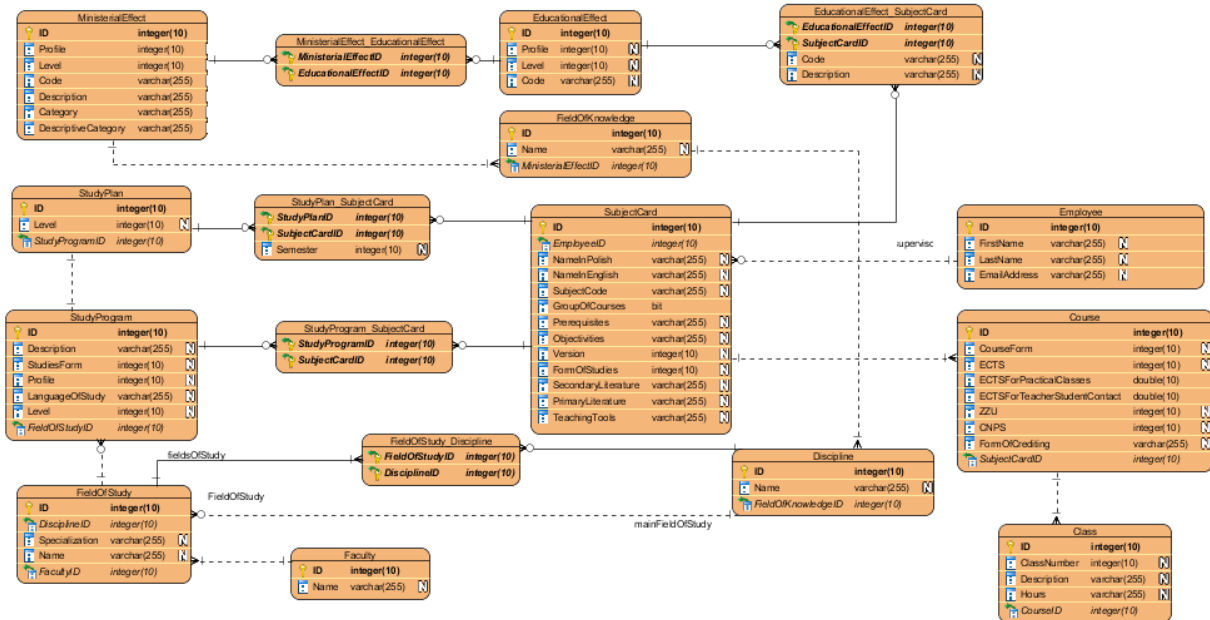 MinisterialEffect
ID integer(10)
Profile integer(10)
Level integer(10)
Code varchar(255)
Description varchar(255)
Category varchar(255)
DescriptiveCategory varchar(255)
MinisterialEffect_EducationalEffect
MinisterialEffectID integer(10)
EducationalEffectID integer(10)
EducationalEffect
ID integer(10)
Profile integer(10) N
Level integer(10) N
Code varchar(255) N
EducationalEffect_SubjectCard
EducationalEffectID integer(10)
SubjectCardID integer(10)
Code varchar(255) N
Description varchar(255) N
FieldOfKnowledge
ID integer(10)
Name varchar(255) N
MinisterialEffectID integer(10)
StudyPlan
ID integer(10)
Level integer(10) N
StudyProgramID integer(10)
StudyPlan_SubjectCard
StudyPlanID integer(10)
SubjectCardID integer(10)
Semester integer(10) N
SubjectCard
ID integer(10)
EmployeeID integer(10)
NameInPolish varchar(255) N
NameInEnglish varchar(255) N
SubjectCode varchar(255) N
GroupOfCourses bit
Prerequisites varchar(255) N
Objectivities varchar(255) N
Version integer(10) N
FormOfStudies integer(10) N
SecondaryLiterature varchar(255) N
PrimaryLiterature varchar(255) N
TeachingTools varchar(255) N
upervisc
Employee
ID integer(10)
FirstName varchar(255) N
LastName varchar(255) N
EmailAddress varchar(255) N
StudyProgram
ID integer(10)
Description varchar(255) N
StudiesForm integer(10) N
Profile integer(10) N
LanguageOfStudy varchar(255) N
Level integer(10) N
FieldOfStudyID integer(10)
StudyProgram_SubjectCard
StudyProgramID integer(10)
SubjectCardID integer(10)
Course
ID integer(10)
CourseForm integer(10) N
ECTS integer(10) N
ECTSForPracticalClasses double(10)
ECTSForTeacherStudentContact double(10)
ZZU integer(10) N
CNPS integer(10) N
FormOfCrediting varchar(255) N
SubjectCardID integer(10)
fieldsOfStudy
FieldOfStudy_Discipline
FieldOfStudyID integer(10)
DisciplineID integer(10)
Discipline
ID integer(10)
Name varchar(255) N
FieldOfKnowledgeID integer(10)
FieldOfStudy
mainFieldOfStudy
FieldOfStudy
ID integer(10)
DisciplineID integer(10)
Specialization varchar(255) N
Name varchar(255) N
FacultyID integer(10)
Faculty
ID integer(10)
Name varchar(255) N
Class
ID integer(10)
ClassNumber integer(10) N
Description varchar(255) N
Hours varchar(255) N
CourseID integer(10)